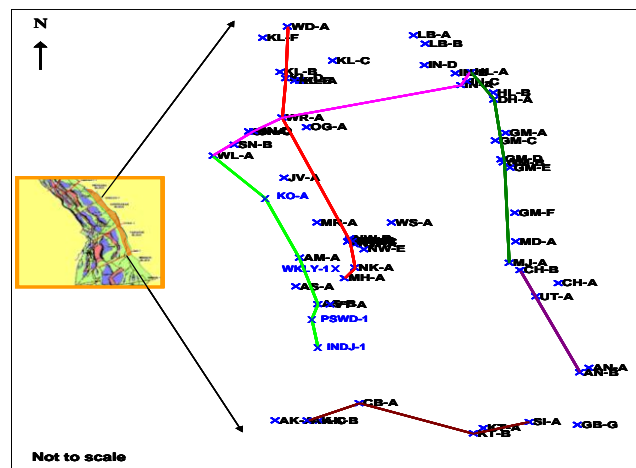 N
WD-A
KL-F
LB-A
LB-B
KL-C
IN-D
KL-B
HL-B
DH-A
WR-A
OG-A
GM-A
GM-C
SN-B
WL-A
GM-D
GM-E
JV-A
KO-A
GM-F
MR-A
WS-A
MD-A
NW-E
AM-A
MJ-A
WKLY-1
NK-A
CH-B
MH-A
CH-A
AS-A
UT-A
AS-B
PSWD-1
INDJ-1
AN-A
AN-B
CB-A
AK-A
SI-A
KT-A
GB-G
KT-B
Not to scale